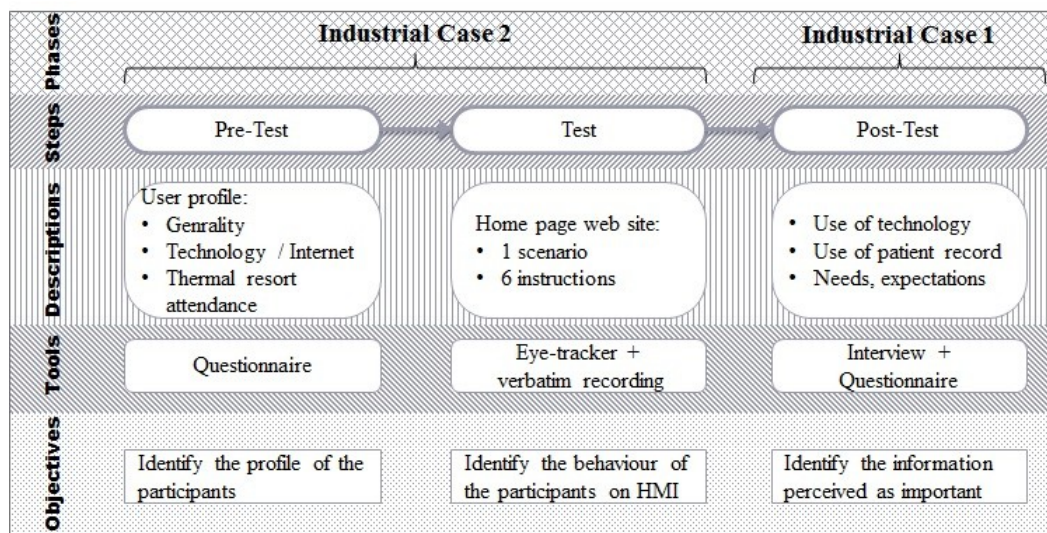 Phases
Industrial Case 2
Industrial Case 1
Steps
Pre-Test
Test
Post-Test
Descriptions
User profile:
• Genrality
• Technology / Internet
• Thermal resort
attendance
Home page web site:
• 1 scenario
• 6 instructions
• Use of technology
• Use of patient record
• Needs, expectations
Tools
Questionnaire
Eye-tracker +
verbatim recording
Interview +
Questionnaire
Objectives
Identify the profile of the
participants
Identify the behaviour of
the participants on HMI
Identify the information
perceived as important